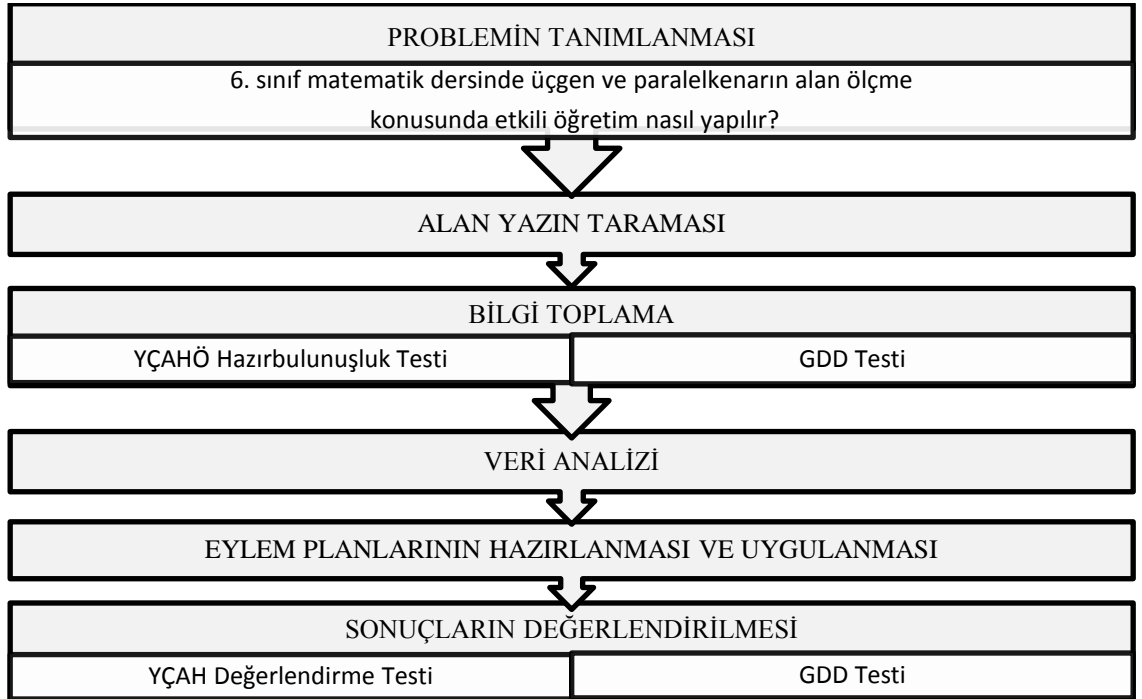 PROBLEMİN TANIMLANMASI
6. sınıf matematik dersinde üçgen ve paralelkenarın alan ölçme
konusunda etkili öğretim nasıl yapılır?
ALAN YAZIN TARAMASI
BİLGİ TOPLAMA
YÇAHÖ Hazırbulunuşluk Testi
GDD Testi
VERİ ANALİZİ
EYLEM PLANLARININ HAZIRLANMASI VE UYGULANMASI
SONUÇLARIN DEĞERLENDİRİLMESİ
YÇAH Değerlendirme Testi
GDD Testi